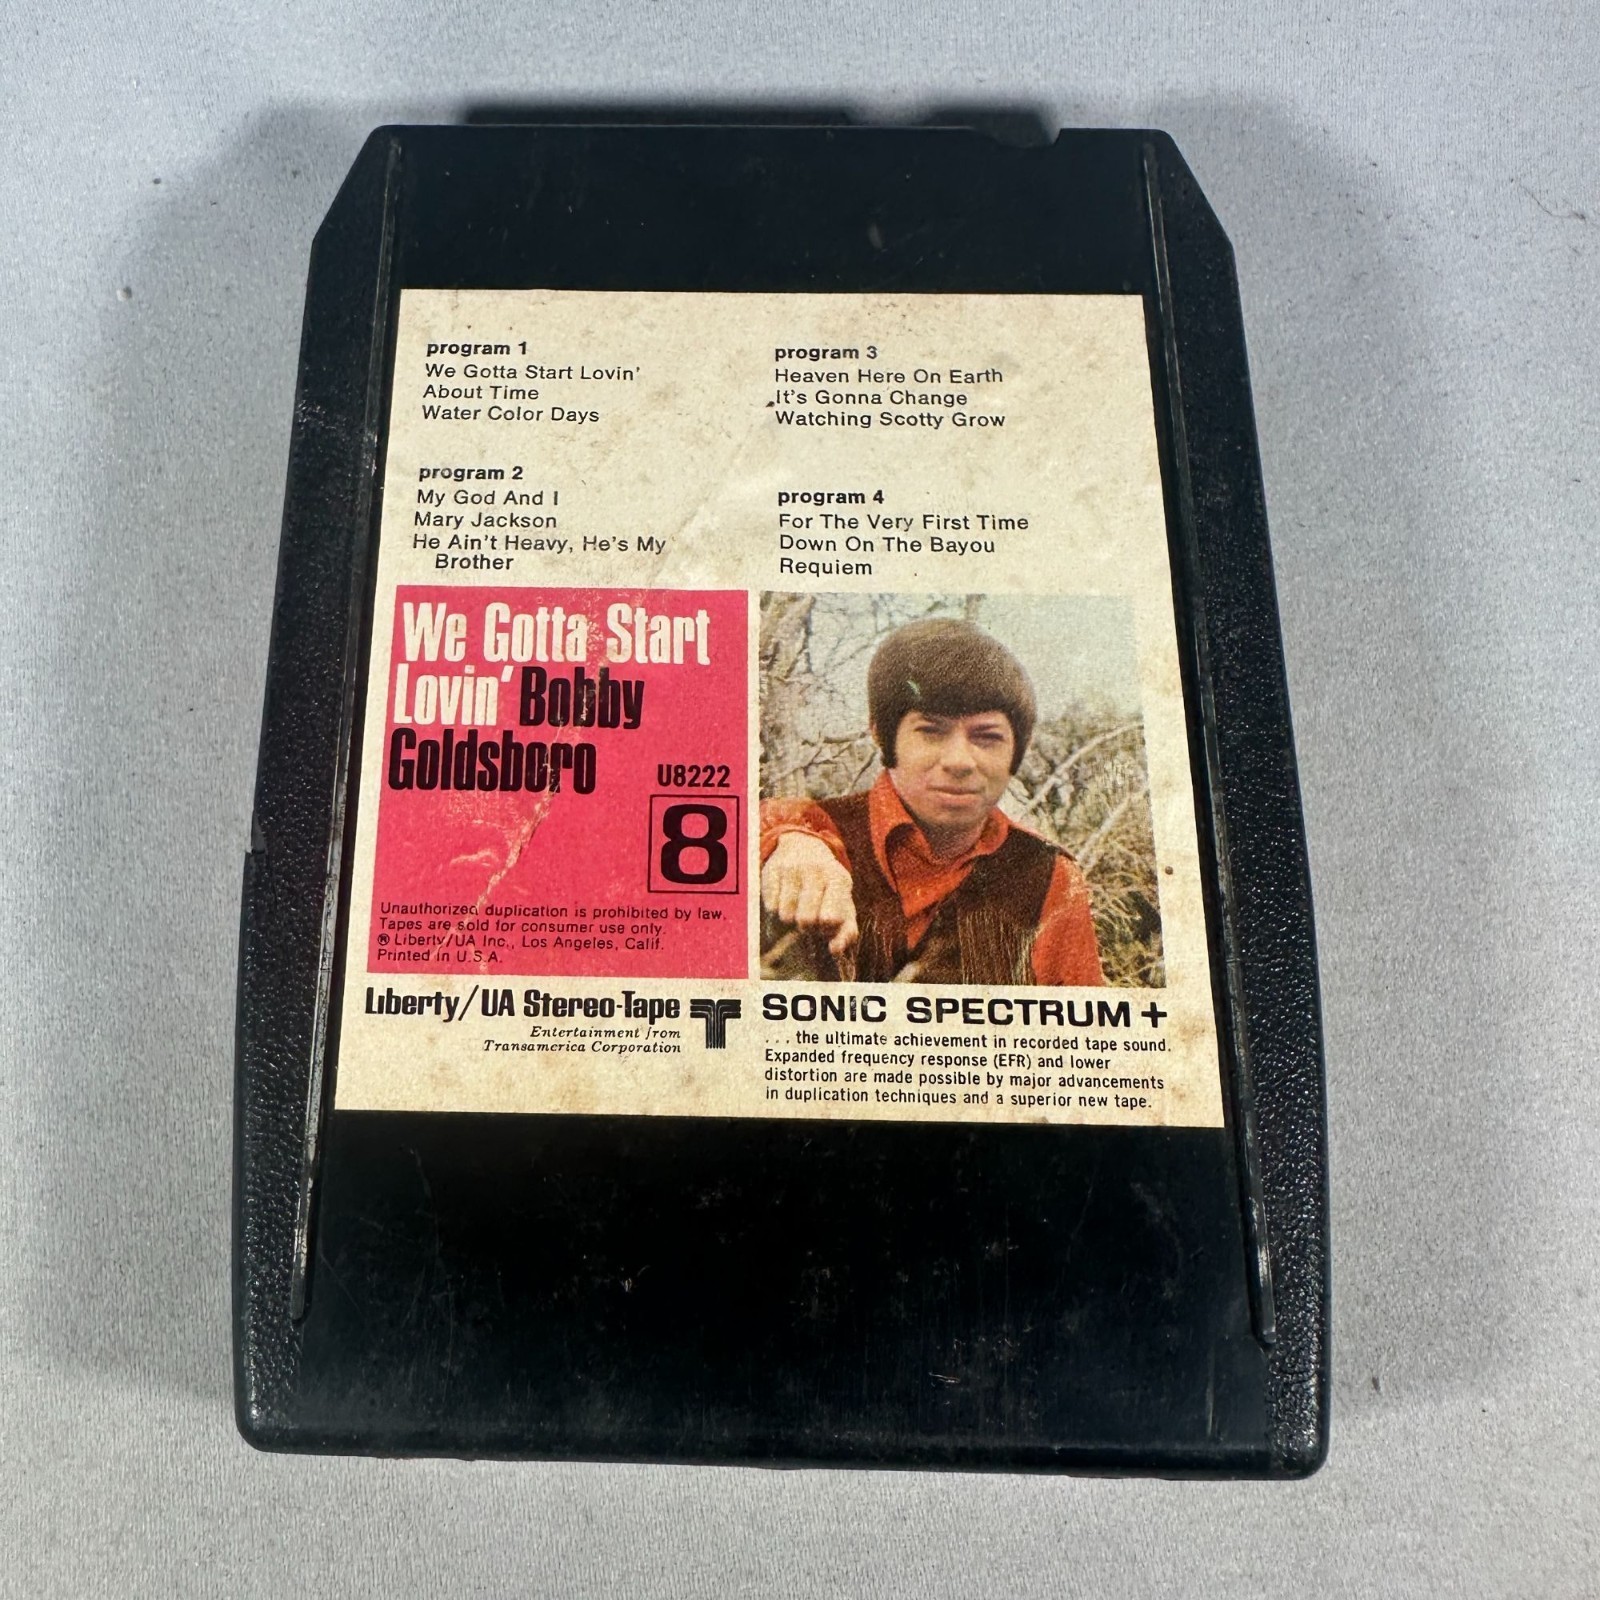 program 1
We Gotta Start Lovin'
About Time
Water Color Days
program 2
My God And I
Mary Jackson
He Ain't Heavy, He's My
Brother
program 3
Heaven Here On Earth
It's Gonna Change
Watching Scotty Grow
program 4
For The Very First Time
Down On The Bayou
Requiem
We Gotta Start
Lovin' Bobby
Goldsboro
U8222
8
Unauthorized duplication is prohibited by law.
Tapes are sold for consumer use only.
® Liberty/UA Inc., Los Angeles, Calif.
Printed in U.S.A.
Liberty/UA Stereo-Tape
Entertainment from
Transamerica Corporation
SONIC SPECTRUM +
... the ultimate achievement in recorded tape sound.
Expanded frequency response (EFR) and lower
distortion are made possible by major advancements
in duplication techniques and a superior new tape.